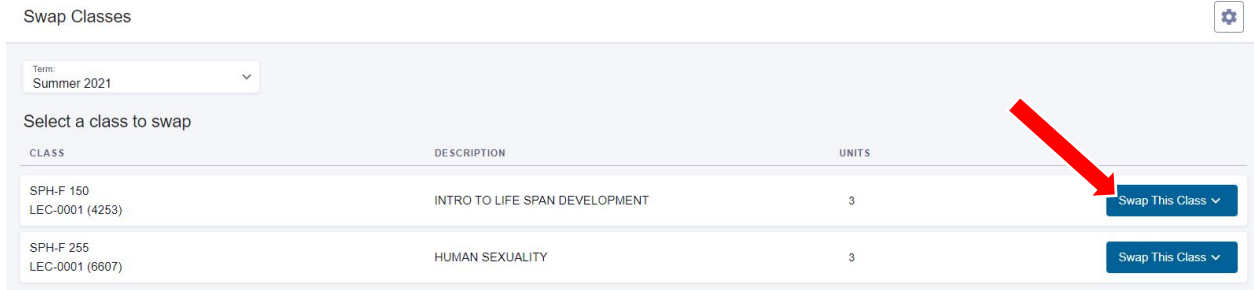 Swap Classes
Term:
Summer 2021
Select a class to swap
CLASS DESCRIPTION UNITS
SPH-F 150
LEC-0001 (4253) INTRO TO LIFE SPAN DEVELOPMENT 3 Swap This Class
SPH-F 255
LEC-0001 (6607) HUMAN SEXUALITY 3 Swap This Class